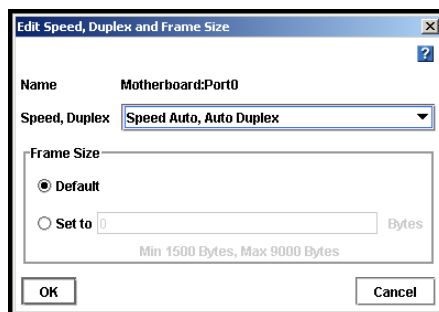 Edit Speed, Duplex and Frame Size
?
Name Motherboard:Port0
Speed, Duplex Speed Auto, Auto Duplex
Frame Size
Default
Set to 0 Bytes
Min 1500 Bytes, Max 9000 Bytes
OK Cancel